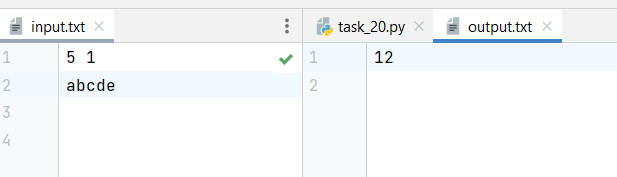 input.txt
task_20.py
output.txt
1 5 1
2 abcde
3
4
1 12
2